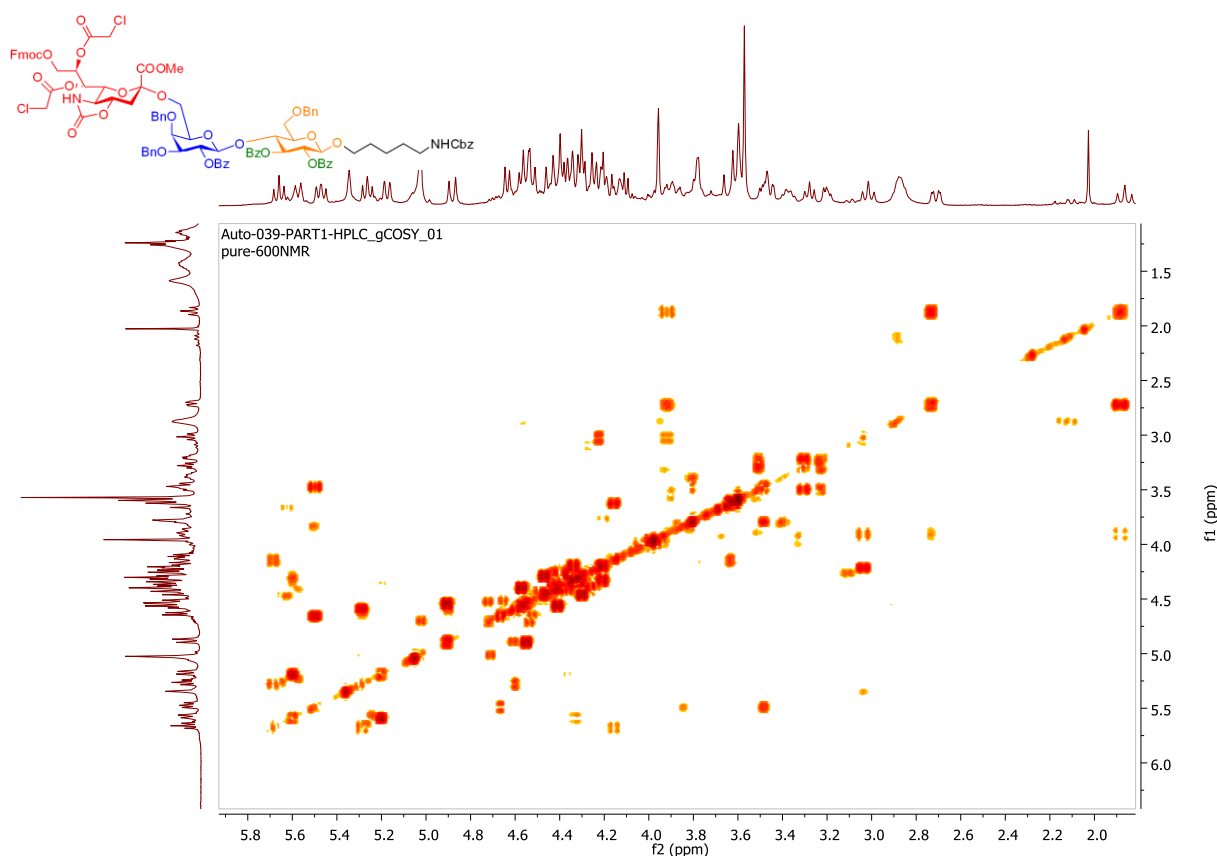 O
Cl
O
FmocO
O
COOMe
O
O
O
Cl
HN
O
O
O
BnO
O
BnO
OBz
O
OBn
O
BzO
OBz
O
NHCbz
Auto-039-PART1-HPLC_gCOSY_01
pure-600NMR
1.5
2.0
2.5
3.0
3.5
4.0
4.5
5.0
5.5
6.0
f1 (ppm)
5.8 5.6 5.4 5.2 5.0 4.8 4.6 4.4 4.2 4.0 3.8 3.6 3.4 3.2 3.0 2.8 2.6 2.4 2.2 2.0
f2 (ppm)